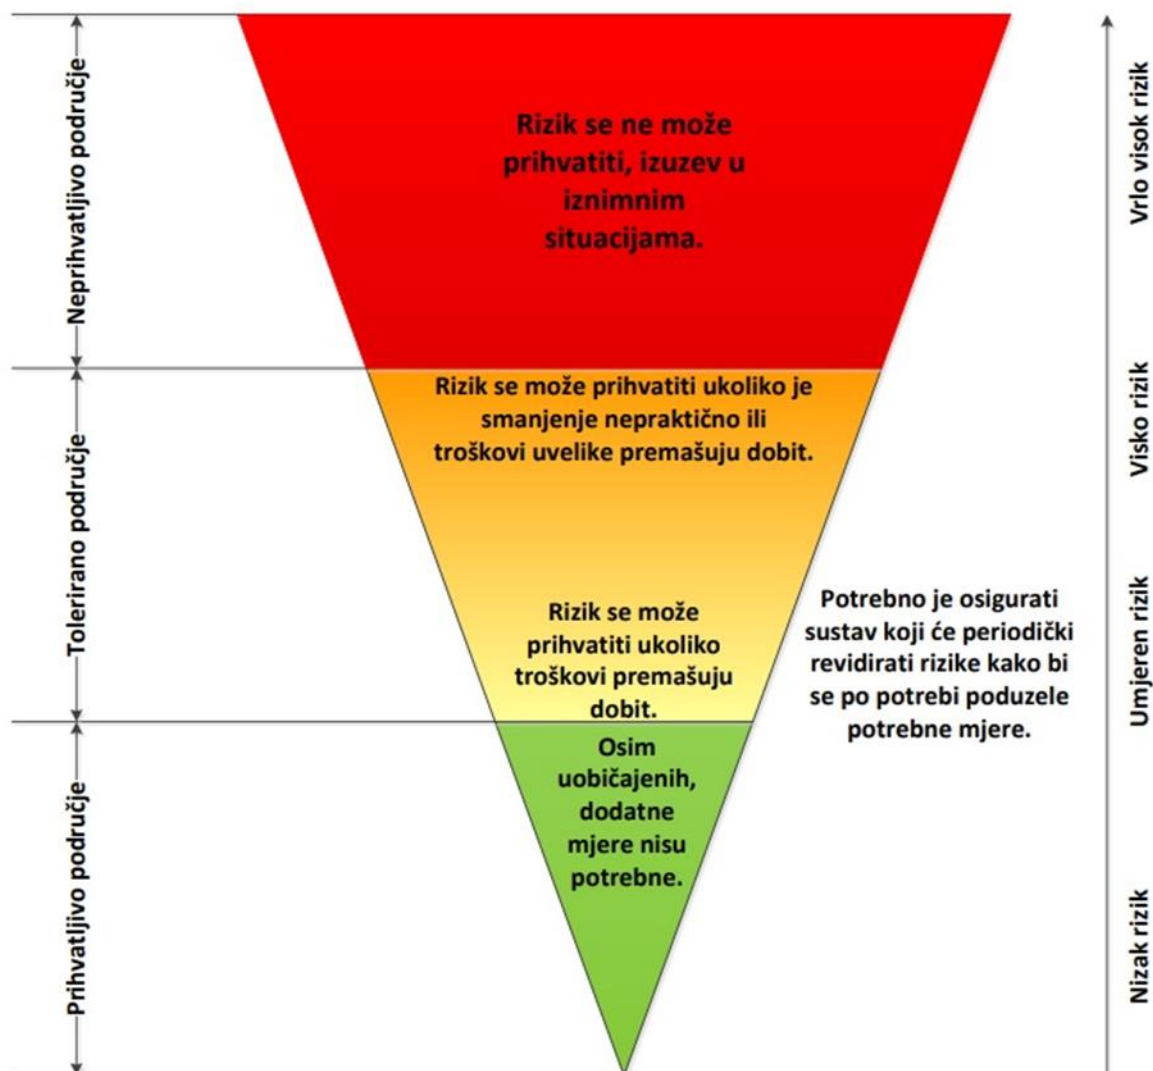 Neprihvatljivo područje
Rizik se ne može
prihvatiti, izuzev u
iznimnim
situacijama.
Vrlo visok rizik
Tolerirano područje
Rizik se može prihvatiti ukoliko je
smanjenje nepraktično ili
troškovi uvelike premašuju dobit.
Visko rizik
Rizik se može
prihvatiti ukoliko
troškovi premašuju
dobit.
Potrebno je osigurati
sustav koji će periodički
revidirati rizike kako bi
se po potrebi poduzele
potrebne mjere.
Umjeren rizik
Prihvatljivo područje
Osim
uobičajenih,
dodatne
mjere nisu
potrebne.
Nizak rizik